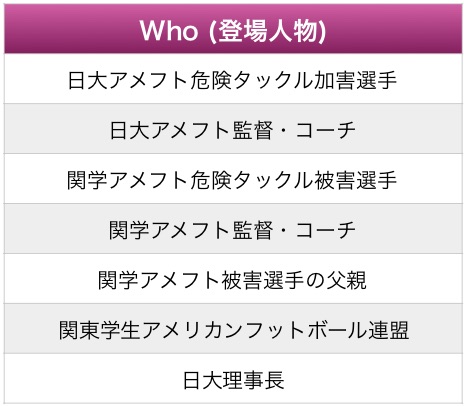 Who (登場人物)
日大アメフト危険タックル加害選手
日大アメフト監督・コーチ
関学アメフト危険タックル被害選手
関学アメフト監督・コーチ
関学アメフト被害選手の父親
関東学生アメリカンフットボール連盟
日大理事長